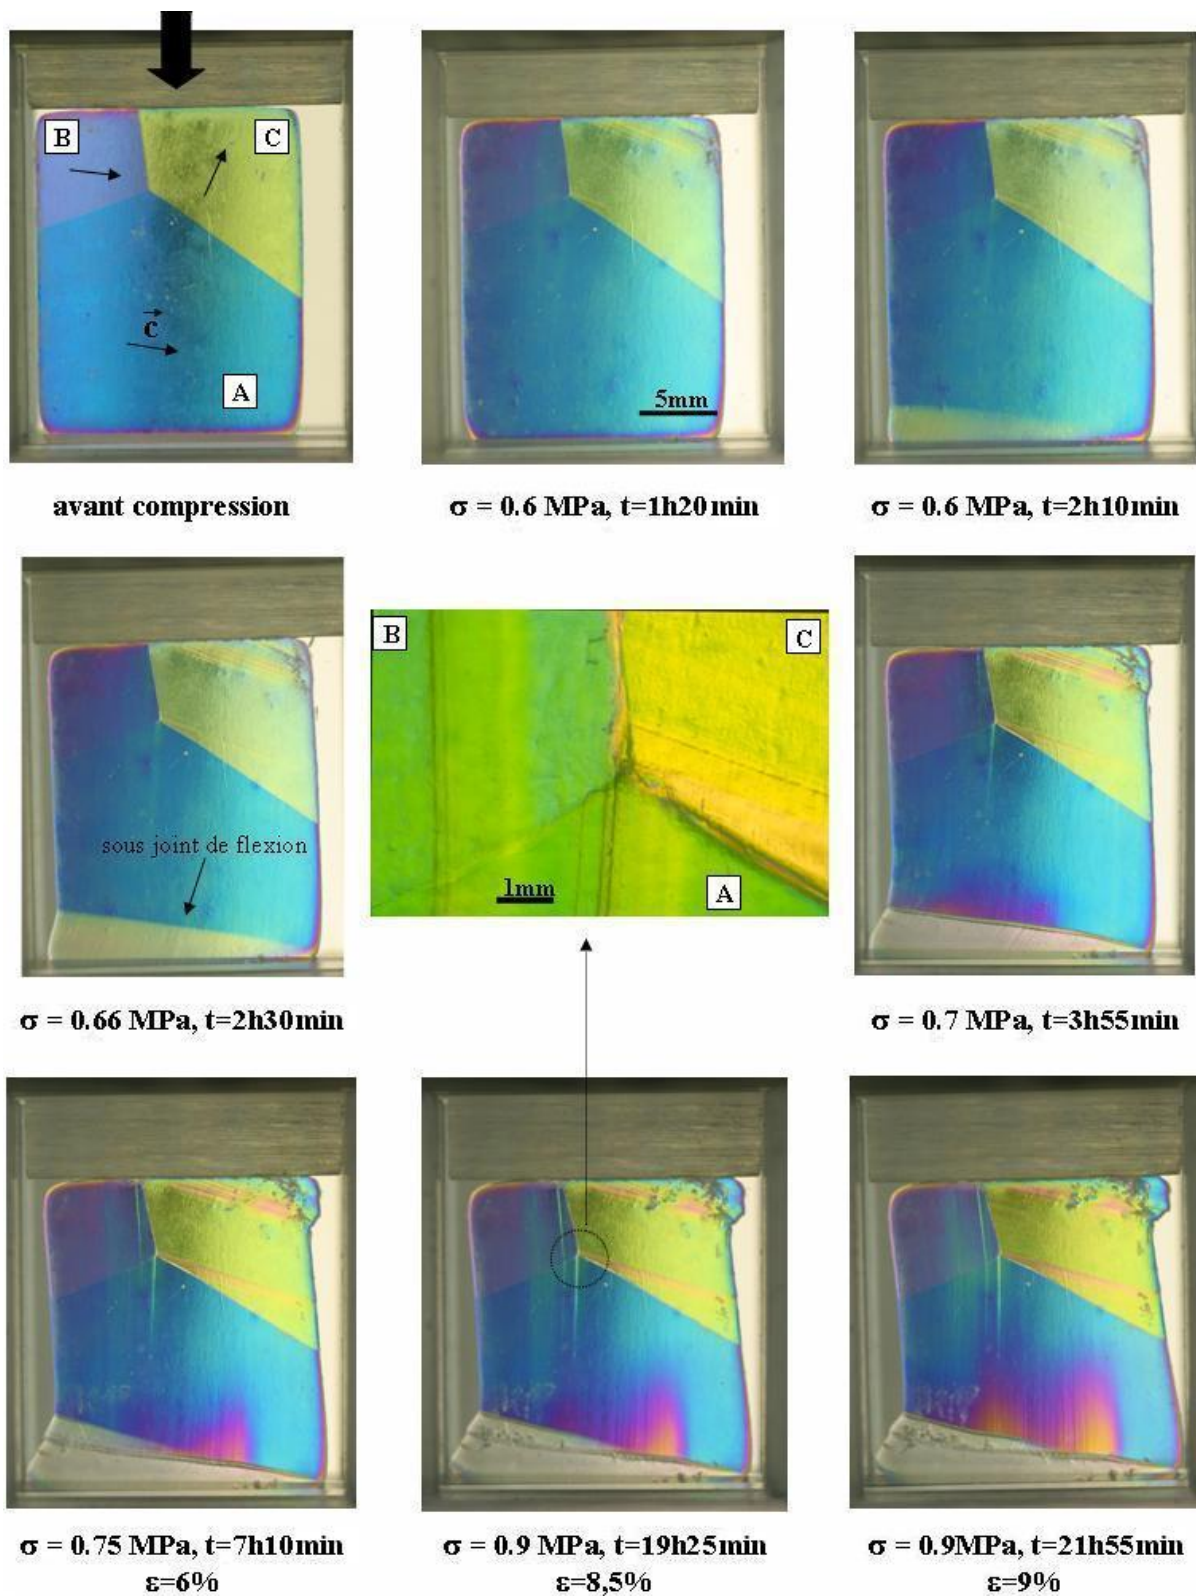 B
C
c
A
5mm
avant compression
σ = 0.6 MPa, t=1h20min
σ = 0.6 MPa, t=2h10min
sous joint de flexion
B
C
1mm
A
σ = 0.66 MPa, t=2h30min
σ = 0.7 MPa, t=3h55min
σ = 0.75 MPa, t=7h10min
ε=6%
σ = 0.9 MPa, t=19h25min
ε=8,5%
σ = 0.9MPa, t=21h55min
ε=9%